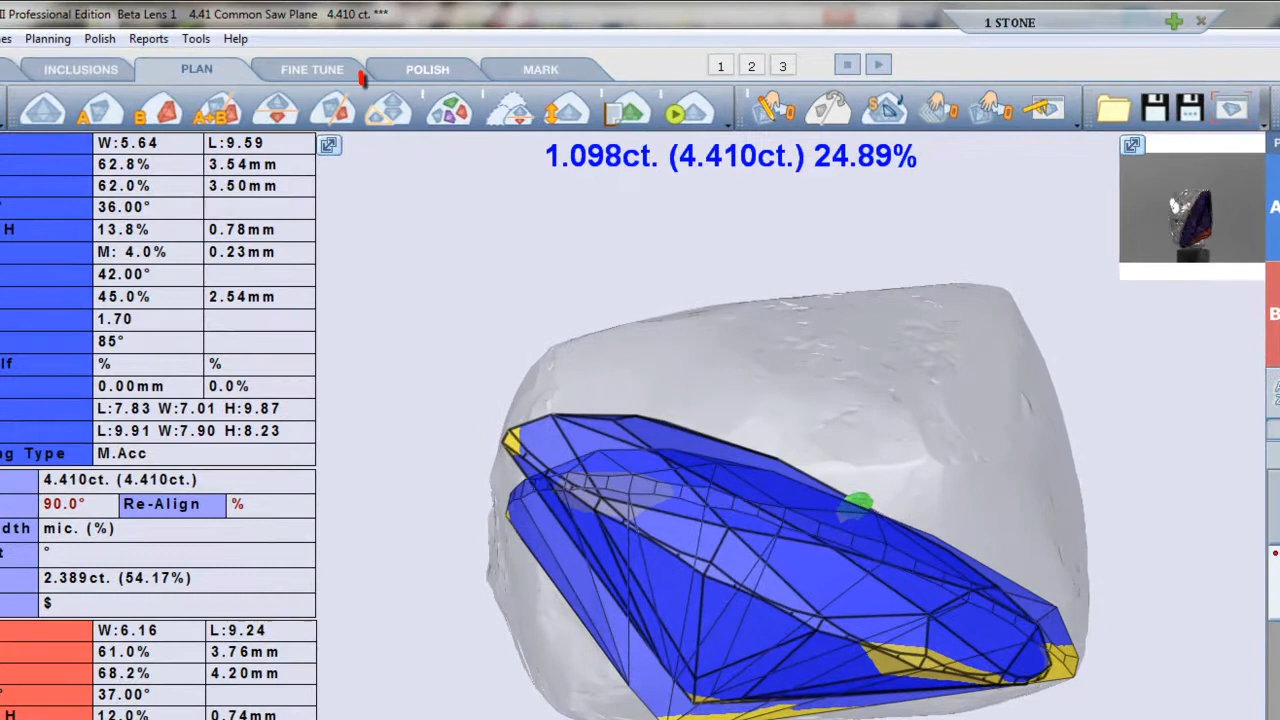 II Professional Edition Beta Lens 1 4.41 Common Saw Plane 4.410 ct. ***
1 STONE
Planning Polish Reports Tools Help
INCLUSIONS PLAN FINE TUNE POLISH MARK
1 2 3
A B A+B S
1.098ct. (4.410ct.) 24.89%
W:5.64 L:9.59
62.8% 3.54mm
62.0% 3.50mm
36.00°
H 13.8% 0.78mm
M: 4.0% 0.23mm
42.00°
45.0% 2.54mm
1.70
85°
% %
0.00mm 0.0%
L:7.83 W:7.01 H:9.87
L:9.91 W:7.90 H:8.23
Type M.Acc
4.410ct. (4.410ct.)
90.0° Re-Align %
mic. (%)
°
2.389ct. (54.17%)
$
W:6.16 L:9.24
61.0% 3.76mm
68.2% 4.20mm
37.00°
H 12.0% 0.74mm
A
B